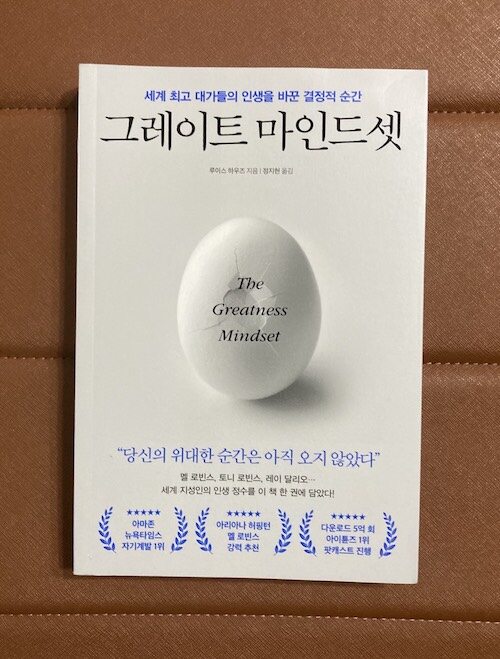 세계 최고 대가들의 인생을 바꾼 결정적 순간
그레이트 마인드셋
루이스 하우즈 지음 | 정지현 옮김
The
Greatness
Mindset
“당신의 위대한 순간은 아직 오지 않았다”
멜 로빈스, 토니 로빈스, 레이 달리오…
세계 지성인의 인생 정수를 이 책 한 권에 담았다!
★★★★★
아마존
뉴욕타임스
자기계발 1위
★★★★★
아리아나 허핑턴
멜 로빈스
강력 추천
★★★★★
다운로드 5억 회
아이튠즈 1위
팟캐스트 진행